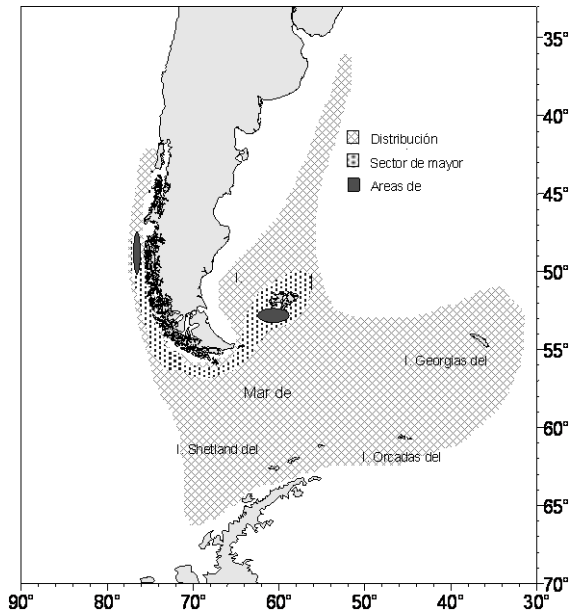 35°
40°
Distribución
Sector de mayor
Areas de
45°
50°
I.
55°
I. Georgias del
Mar de
60°
I. Shetland del
I. Orcadas del
65°
70°
90°
80°
70°
60°
50°
40°
30°